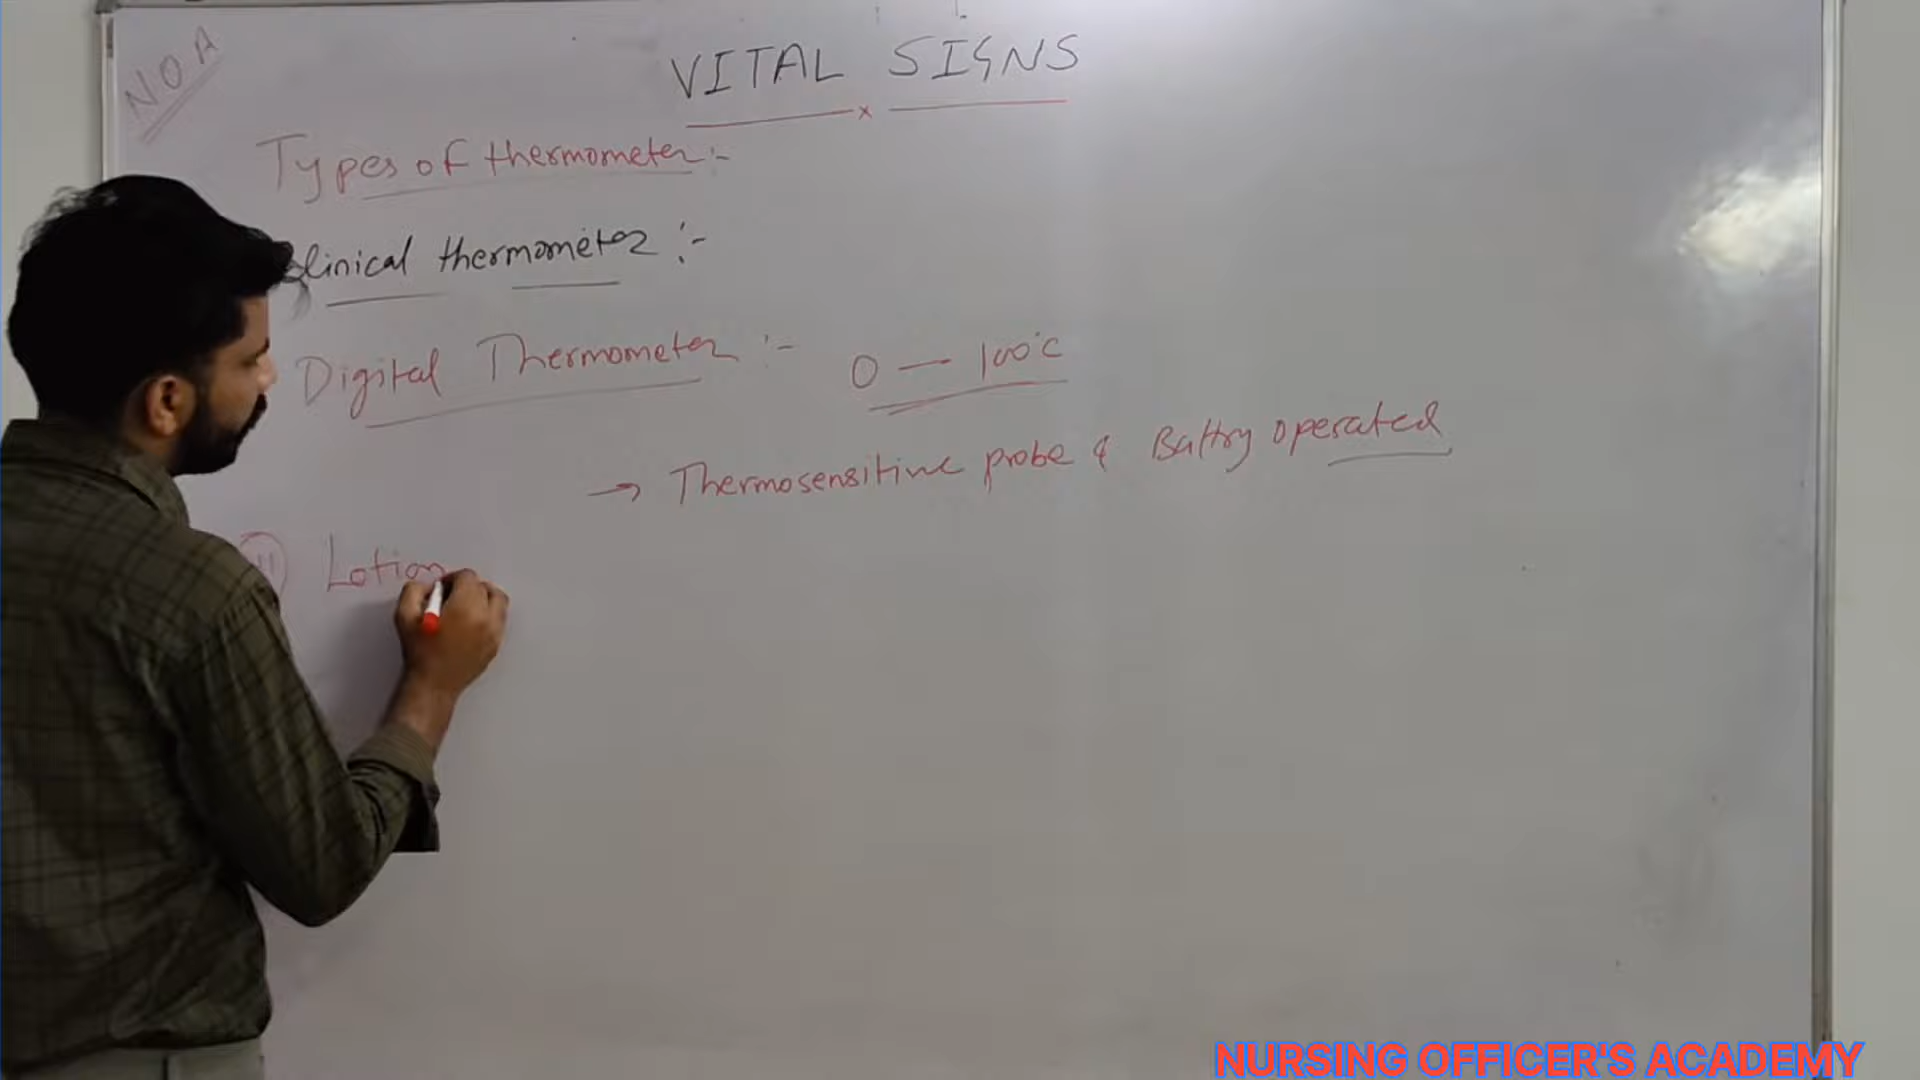 NOA
VITAL SIGNS
x
Types of thermometer:-
Clinical thermometer :-
Digital Thermometer :- 0 — 100°C
→ Thermosensitive probe & Battry operated
Lotion
NURSING OFFICER'S ACADEMY